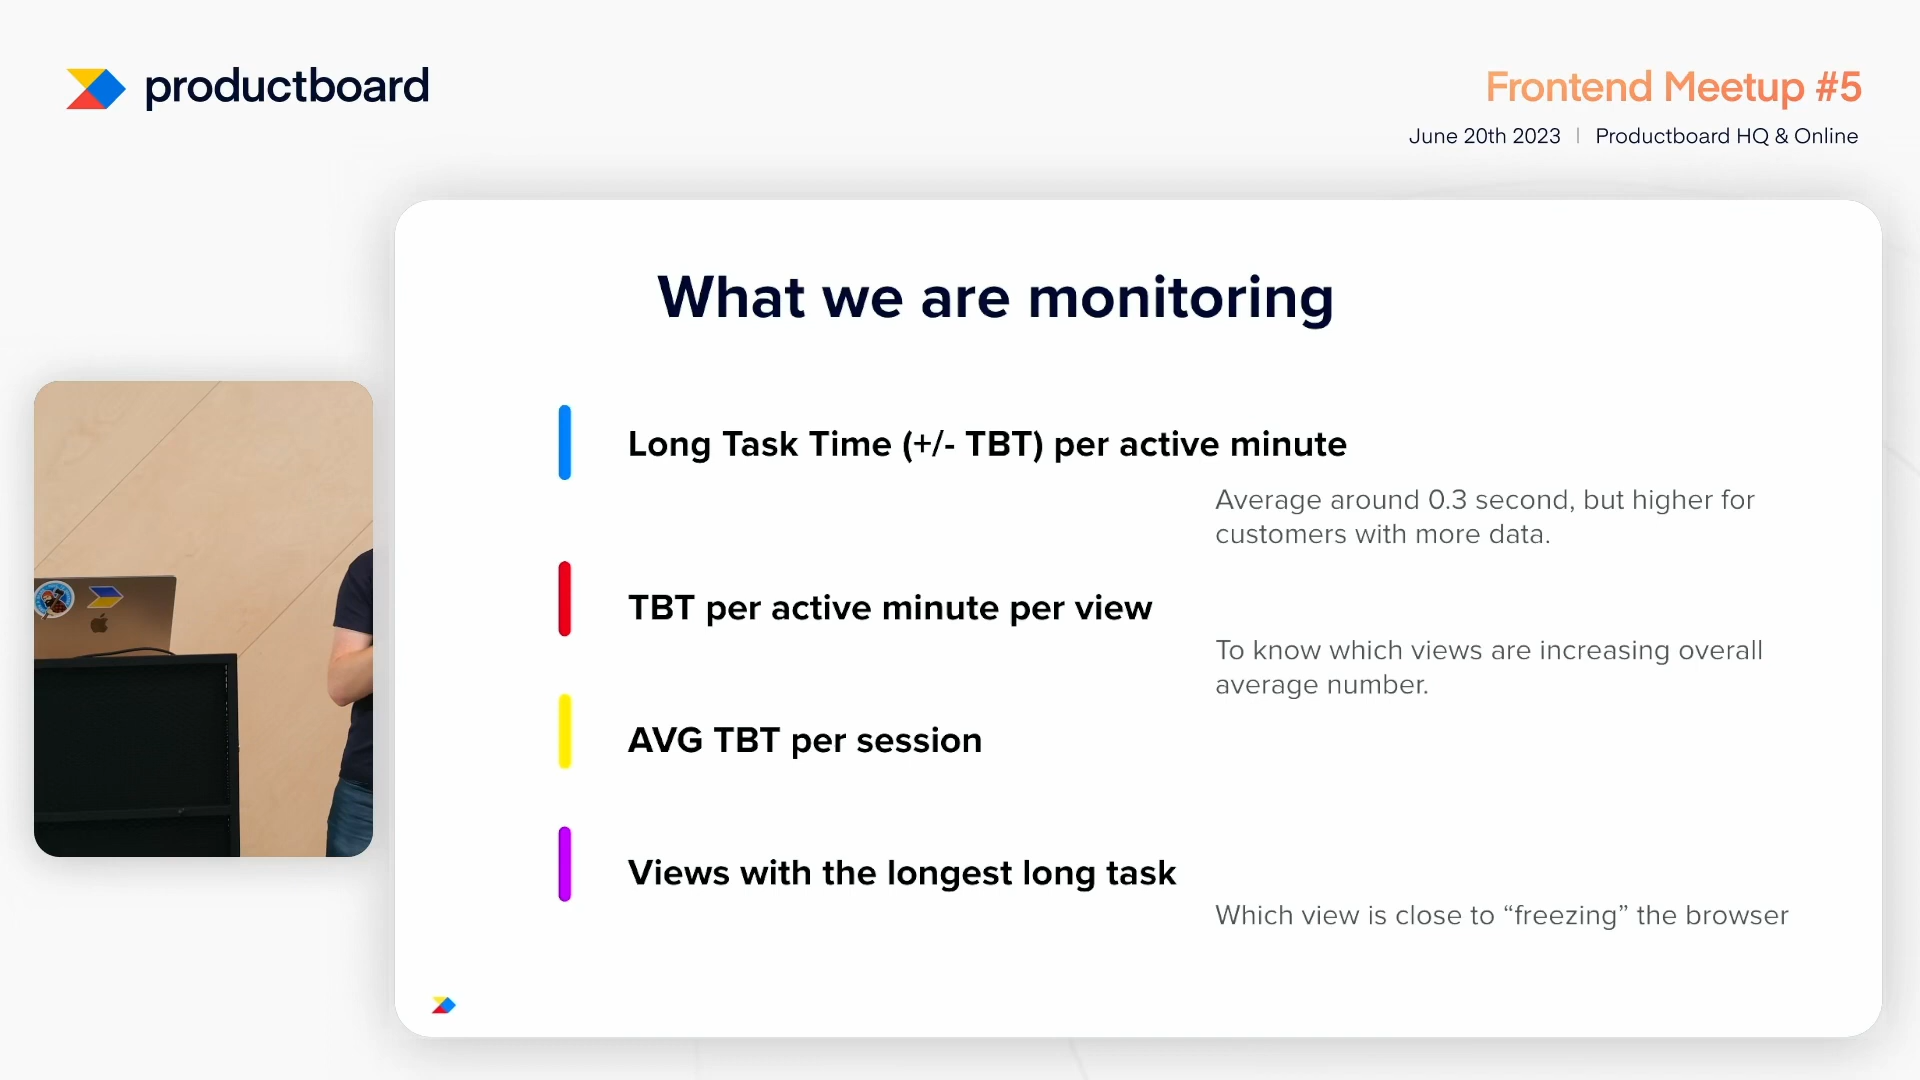 productboard
Frontend Meetup #5
June 20th 2023 | Productboard HQ & Online
What we are monitoring
Long Task Time (+/- TBT) per active minute
Average around 0.3 second, but higher for
customers with more data.
TBT per active minute per view
To know which views are increasing overall
average number.
AVG TBT per session
Views with the longest long task
Which view is close to “freezing” the browser